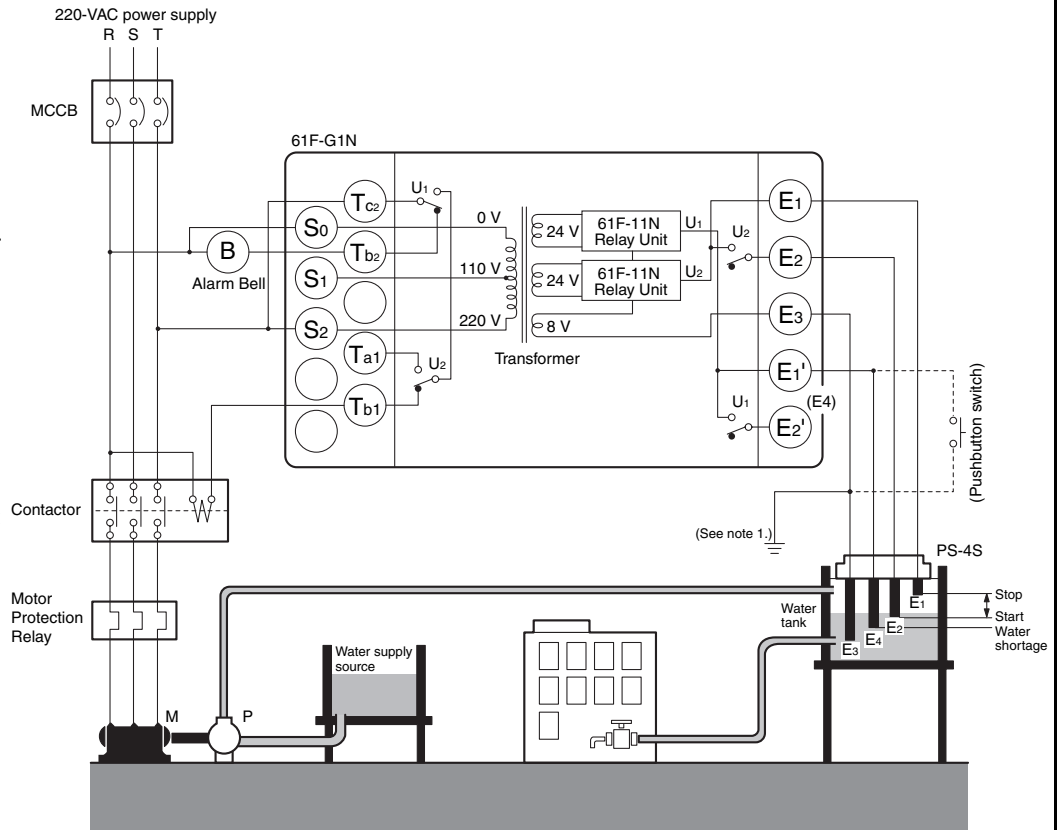 220-VAC power supply
R S T
MCCB
61F-G1N
Tc2
U1
S0
0 V
B
Tb2
Alarm Bell
S1
110 V
S2
220 V
Ta1
U2
Tb1
24 V
61F-11N
Relay Unit
U1
24 V
61F-11N
Relay Unit
U2
8 V
Transformer
U2
E1
E2
E3
E1'
(E4)
U1
E2'
(Pushbutton switch)
Contactor
(See note 1.)
PS-4S
Motor
Protection
Relay
Water
tank
E1
E2
E4
E3
Stop
Start
Water
shortage
Water supply
source
M
P